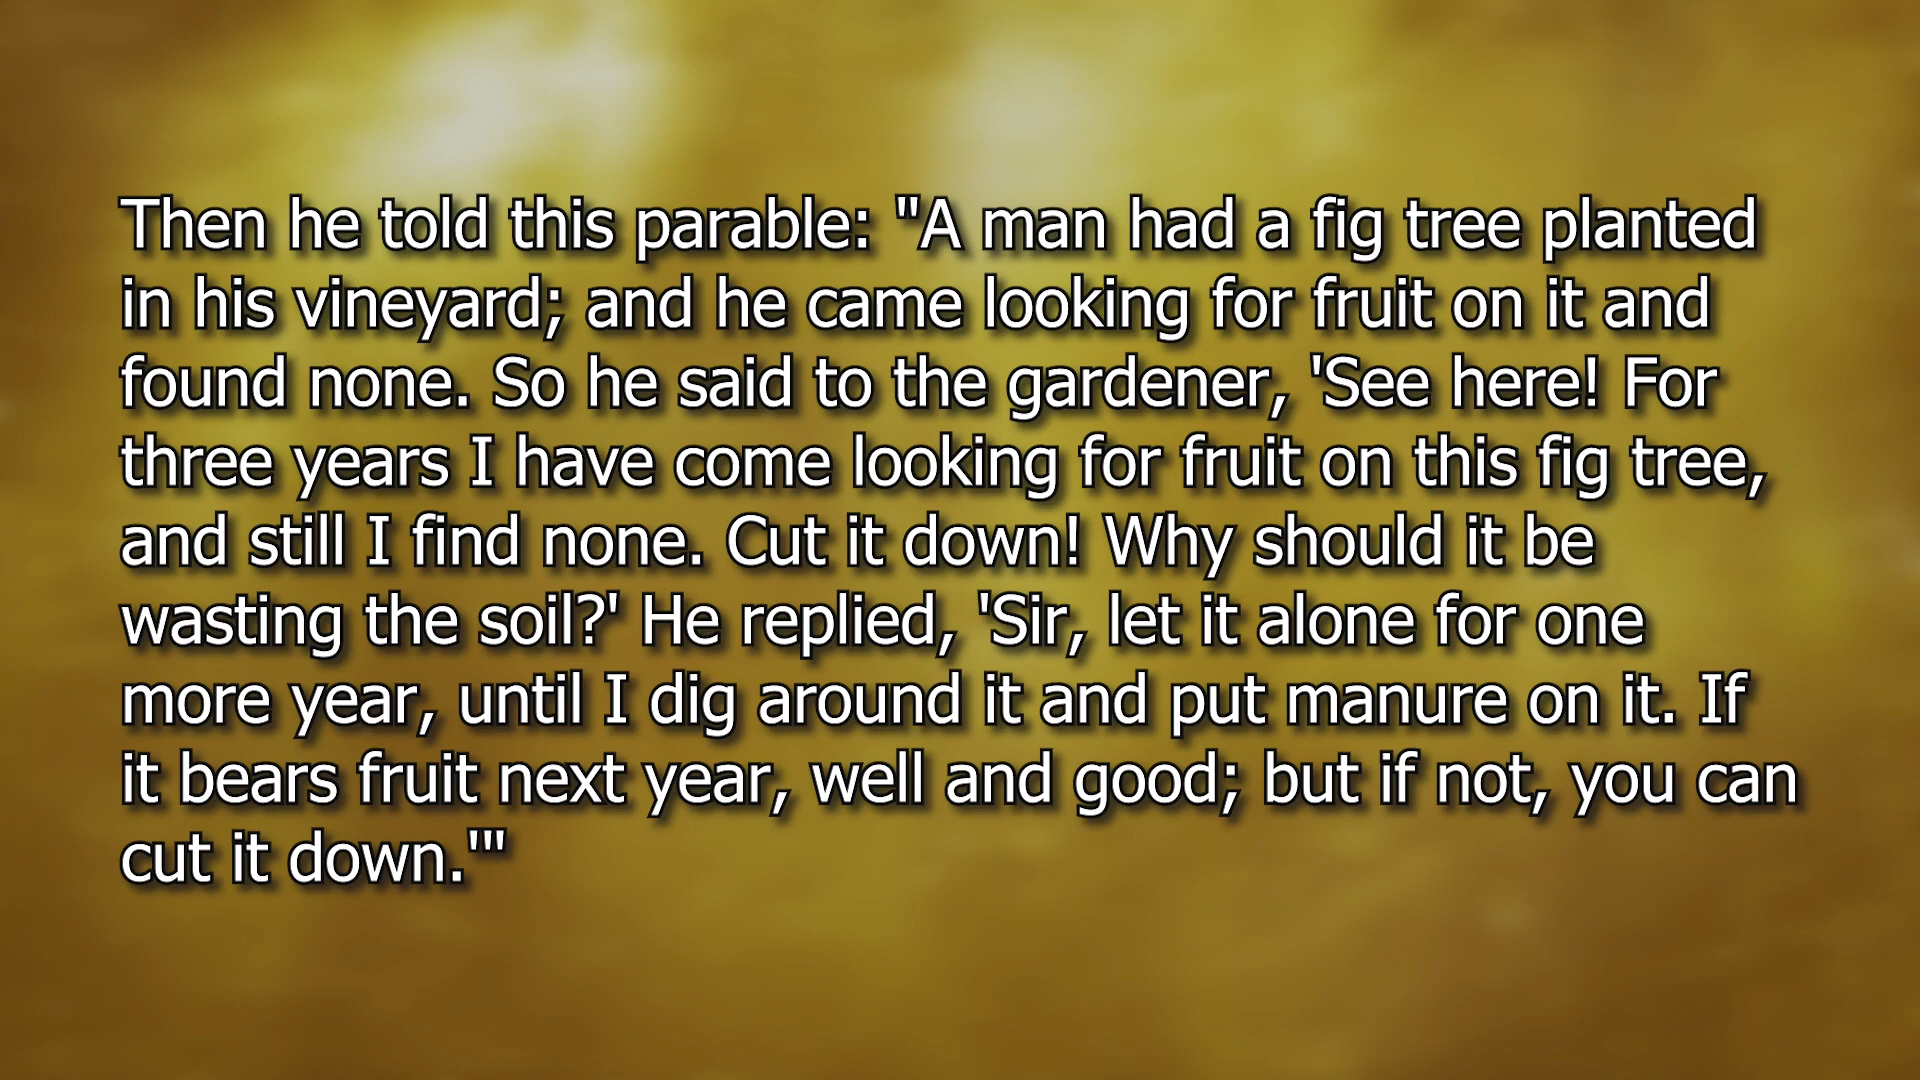 Then he told this parable: "A man had a fig tree planted
in his vineyard; and he came looking for fruit on it and
found none. So he said to the gardener, 'See here! For
three years I have come looking for fruit on this fig tree,
and still I find none. Cut it down! Why should it be
wasting the soil?' He replied, 'Sir, let it alone for one
more year, until I dig around it and put manure on it. If
it bears fruit next year, well and good; but if not, you can
cut it down.'"